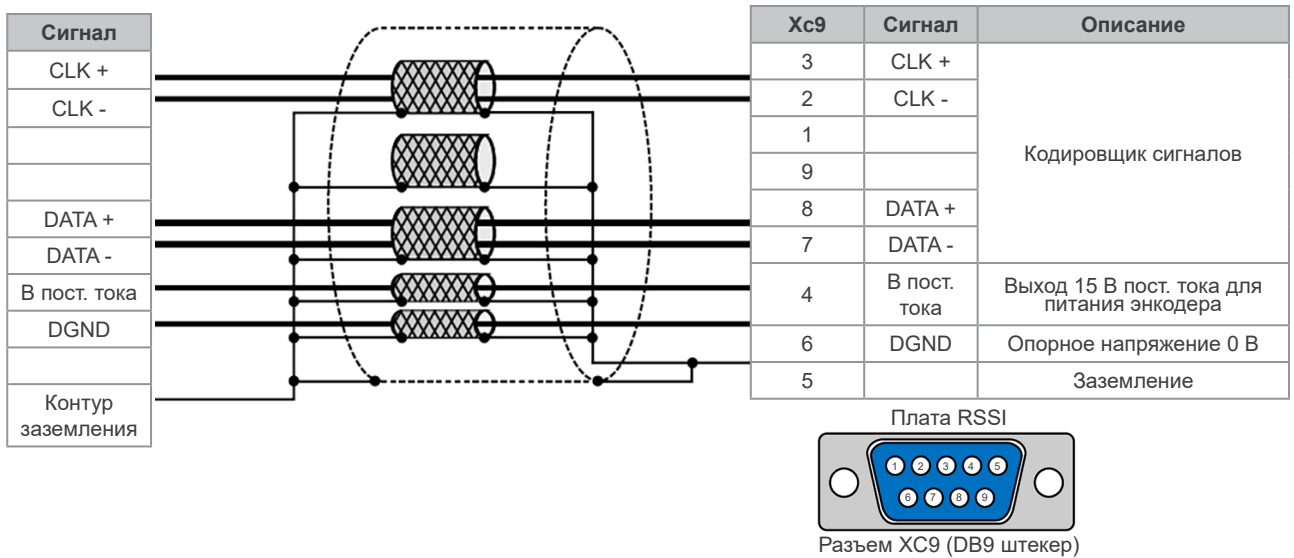 Сигнал
CLK +
CLK -
DATA +
DATA -
В пост. тока
DGND
Контур
заземления
Xc9 Сигнал Описание
3 CLK +
2 CLK -
1
Кодировщик сигналов
9
8 DATA +
7 DATA -
4 В пост.
тока
Выход 15 В пост. тока для
питания энкодера
6 DGND Опорное напряжение 0 В
5 Заземление
Плата RSSI
1 2 3 4 5
6 7 8 9
Разъем XC9 (DB9 штекер)